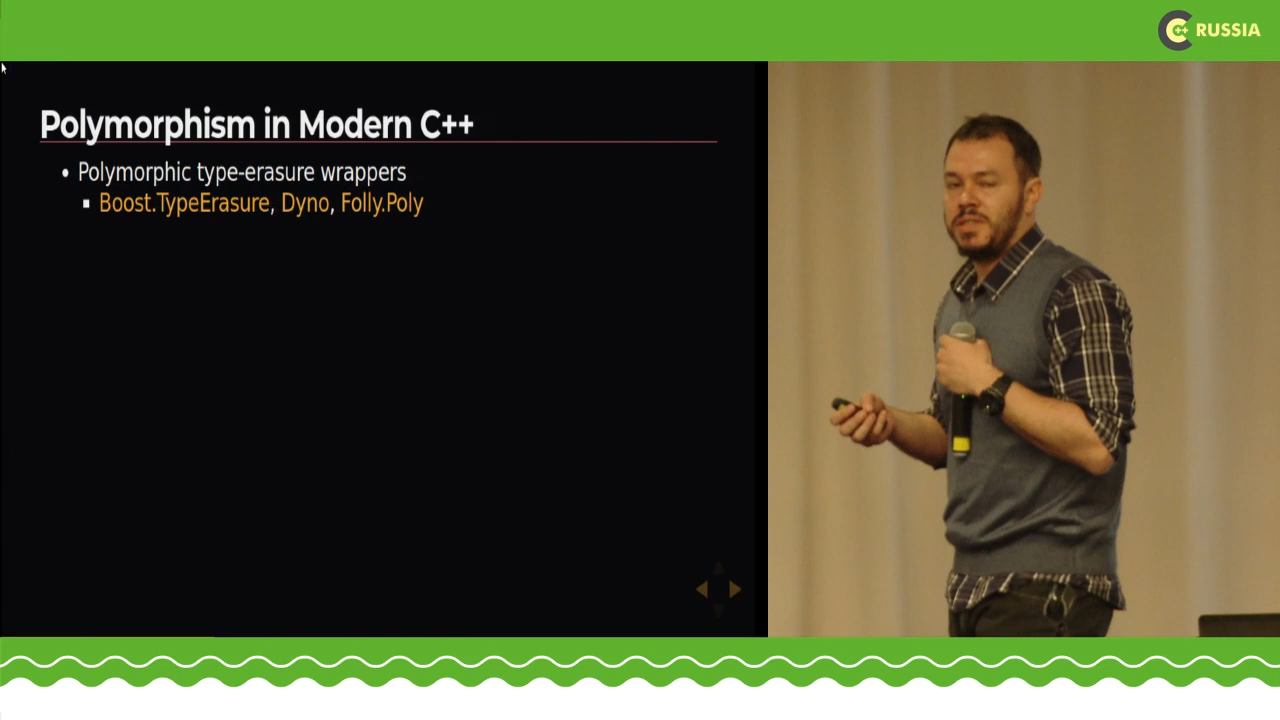 C++ RUSSIA
Polymorphism in Modern C++
• Polymorphic type-erasure wrappers
▪ Boost.TypeErasure, Dyno, Folly.Poly